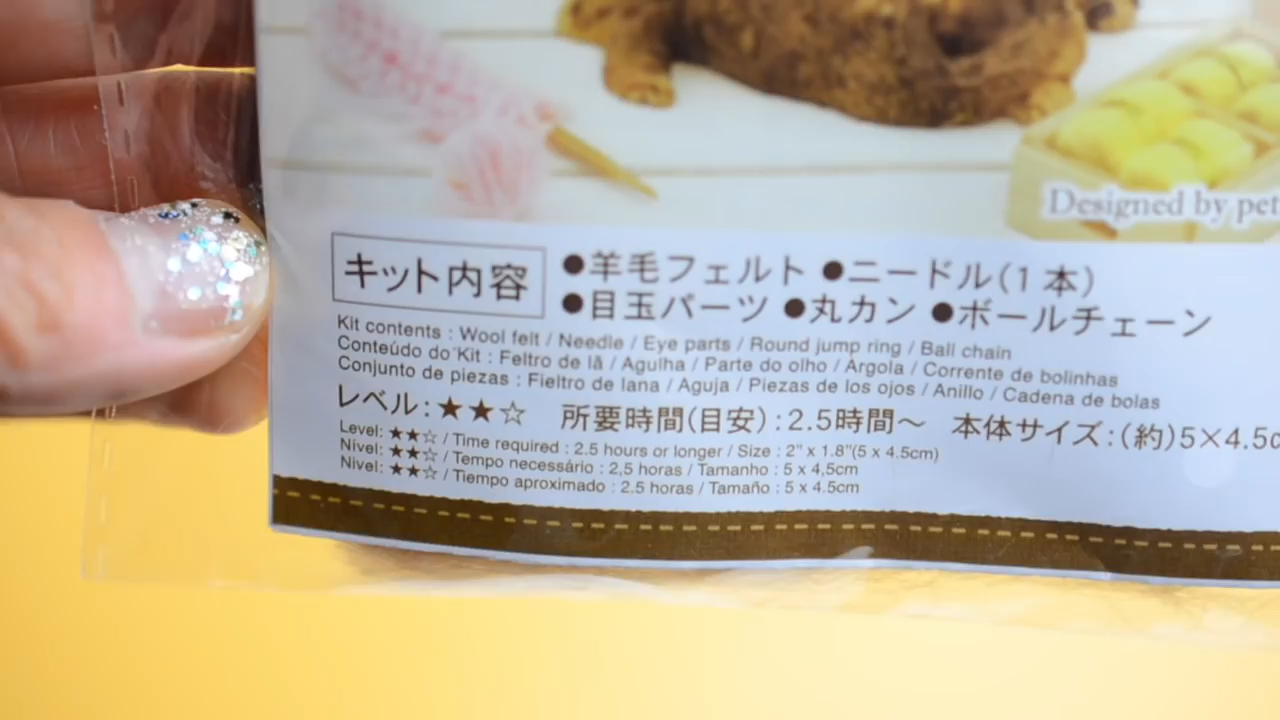 Designed by pet
キット内容
●羊毛フェルト ●ニードル(1本)
●目玉パーツ ●丸カン ●ボールチェーン
Kit contents : Wool felt / Needle / Eye parts / Round jump ring / Ball chain
Conteúdo do Kit : Feltro de lã / Agulha / Parte do olho / Argola / Corrente de bolinhas
Conjunto de piezas : Fieltro de lana / Aguja / Piezas de los ojos / Anillo / Cadena de bolas
レベル:★★☆ 所要時間(目安):2.5時間〜 本体サイズ:(約)5×4.5c
Level: ★★☆ / Time required : 2.5 hours or longer / Size : 2" x 1.8"(5 x 4.5cm)
Nível: ★★☆ / Tempo necessário : 2,5 horas / Tamanho : 5 x 4,5cm
Nivel: ★★☆ / Tiempo aproximado : 2.5 horas / Tamaño : 5 x 4.5cm